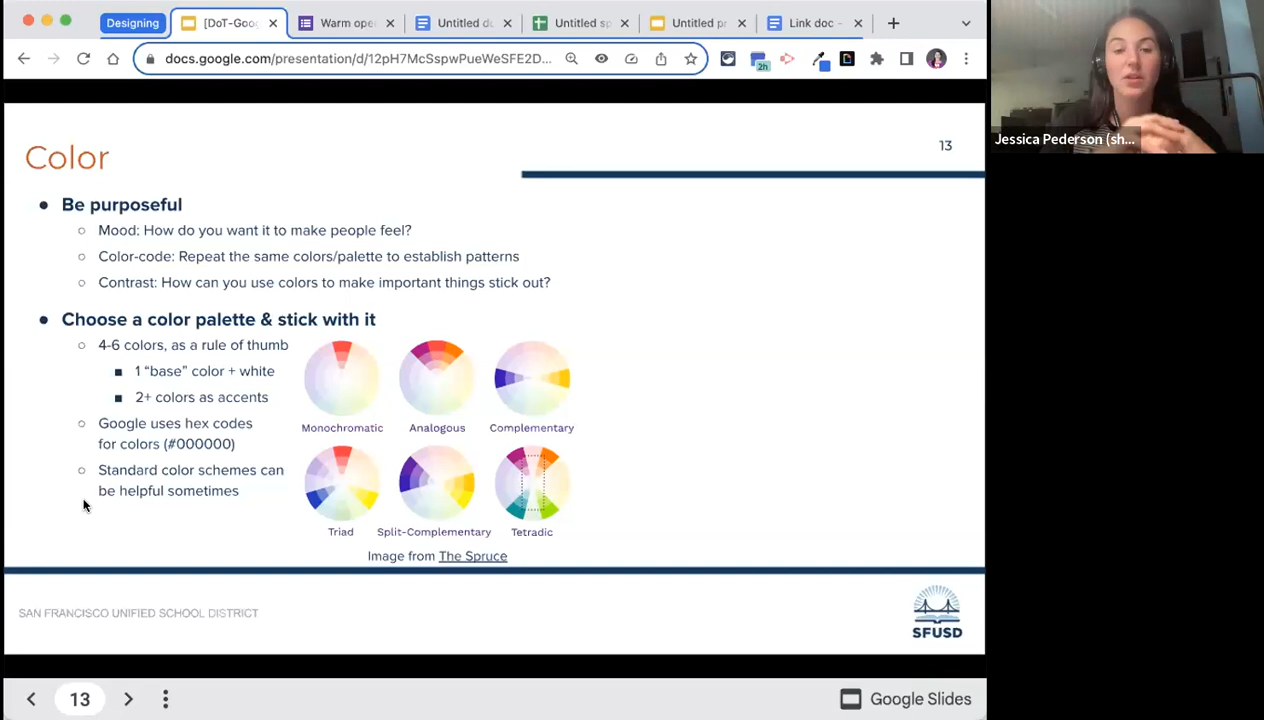 Designing
[DoT-Goo
Warm ope
Untitled d
Untitled sp
Untitled pr
Link doc -
docs.google.com/presentation/d/12pH7McSspwPueWeSFE2D...
2h
Jessica Pederson (sh...
Color
13
● Be purposeful
○ Mood: How do you want it to make people feel?
○ Color-code: Repeat the same colors/palette to establish patterns
○ Contrast: How can you use colors to make important things stick out?
● Choose a color palette & stick with it
○ 4-6 colors, as a rule of thumb
■ 1 “base” color + white
■ 2+ colors as accents
○ Google uses hex codes
for colors (#000000)
○ Standard color schemes can
be helpful sometimes
Monochromatic Analogous Complementary
Triad Split-Complementary Tetradic
Image from The Spruce
SAN FRANCISCO UNIFIED SCHOOL DISTRICT
SFUSD
13
Google Slides